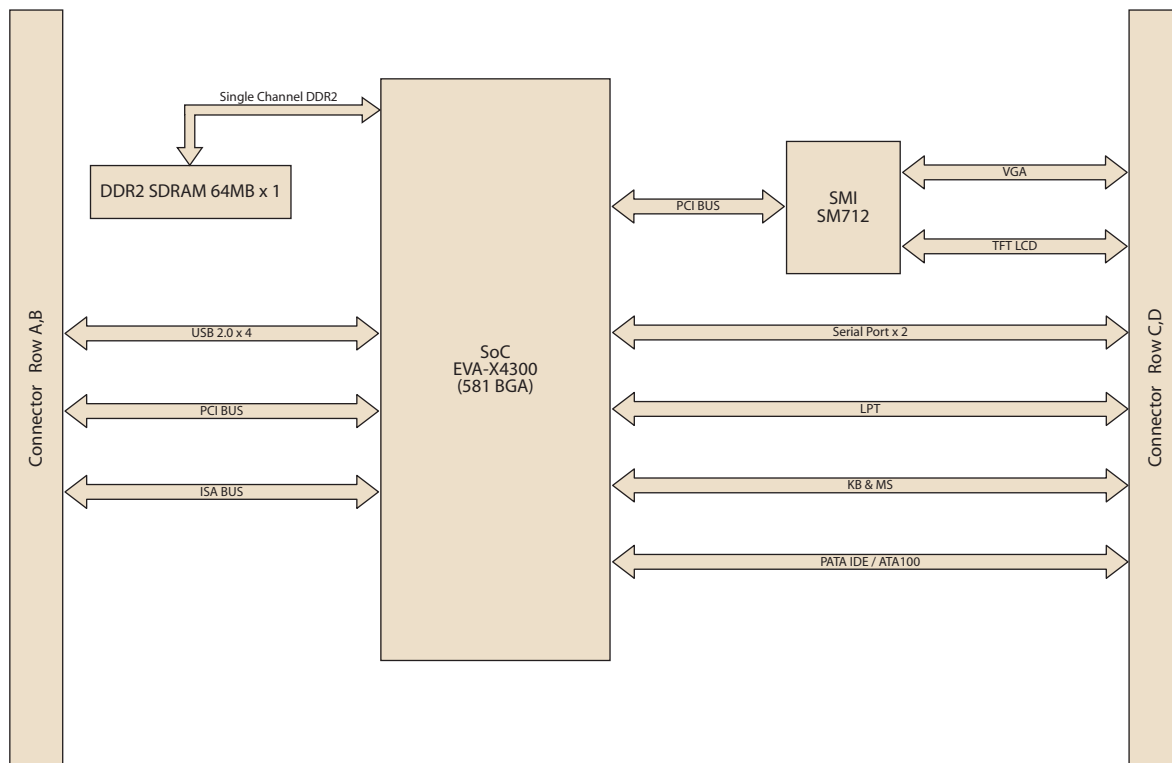 Single Channel DDR2
DDR2 SDRAM 64MB x 1
Connector Row A,B
USB 2.0 x 4
PCI BUS
ISA BUS
SoC
EVA-X4300
(581 BGA)
PCI BUS
SMI
SM712
VGA
TFT LCD
Serial Port x 2
LPT
KB & MS
PATA IDE / ATA100
Connector Row C,D